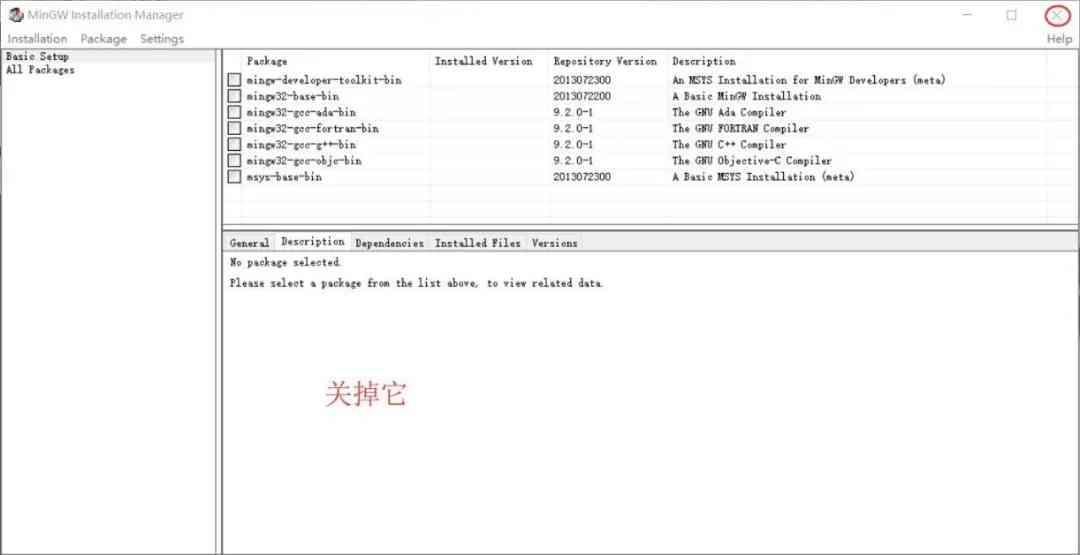 MinGW Installation Manager
Installation Package Settings Help
Basic Setup
All Packages
Package Installed Version Repository Version Description
mingw-developer-toolkit-bin 2013072300 An MSYS Installation for MinGW Developers (meta)
mingw32-base-bin 2013072200 A Basic MinGW Installation
mingw32-gcc-ada-bin 9.2.0-1 The GNU Ada Compiler
mingw32-gcc-fortran-bin 9.2.0-1 The GNU FORTRAN Compiler
mingw32-gcc-g++-bin 9.2.0-1 The GNU C++ Compiler
mingw32-gcc-objc-bin 9.2.0-1 The GNU Objective-C Compiler
msys-base-bin 2013072300 A Basic MSYS Installation (meta)
General Description Dependencies Installed Files Versions
No package selected.
Please select a package from the list above, to view related data.
关掉它